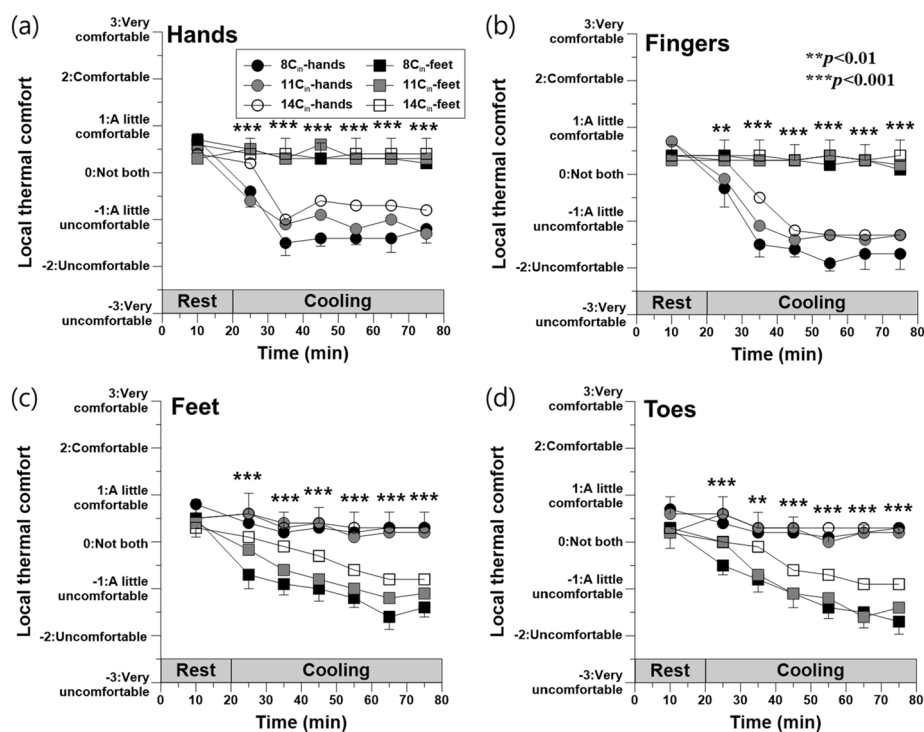 (a)
Hands
3:Very
comfortable
2:Comfortable
1:A little
comfortable
0:Not both
-1:A little
uncomfortable
-2:Uncomfortable
-3:Very
uncomfortable
Local thermal comfort
8Cin-hands
8Cin-feet
11Cin-hands
11Cin-feet
14Cin-hands
14Cin-feet
*** *** *** *** *** ***
Rest
Cooling
0 10 20 30 40 50 60 70 80
Time (min)
(b)
Fingers
**p<0.01
***p<0.001
3:Very
comfortable
2:Comfortable
1:A little
comfortable
0:Not both
-1:A little
uncomfortable
-2:Uncomfortable
-3:Very
uncomfortable
Local thermal comfort
** *** *** *** *** ***
Rest
Cooling
0 10 20 30 40 50 60 70 80
Time (min)
(c)
Feet
3:Very
comfortable
2:Comfortable
1:A little
comfortable
0:Not both
-1:A little
uncomfortable
-2:Uncomfortable
-3:Very
uncomfortable
Local thermal comfort
*** *** *** *** *** ***
Rest
Cooling
0 10 20 30 40 50 60 70 80
Time (min)
(d)
Toes
3:Very
comfortable
2:Comfortable
1:A little
comfortable
0:Not both
-1:A little
uncomfortable
-2:Uncomfortable
-3:Very
uncomfortable
Local thermal comfort
*** ** *** *** *** ***
Rest
Cooling
0 10 20 30 40 50 60 70 80
Time (min)